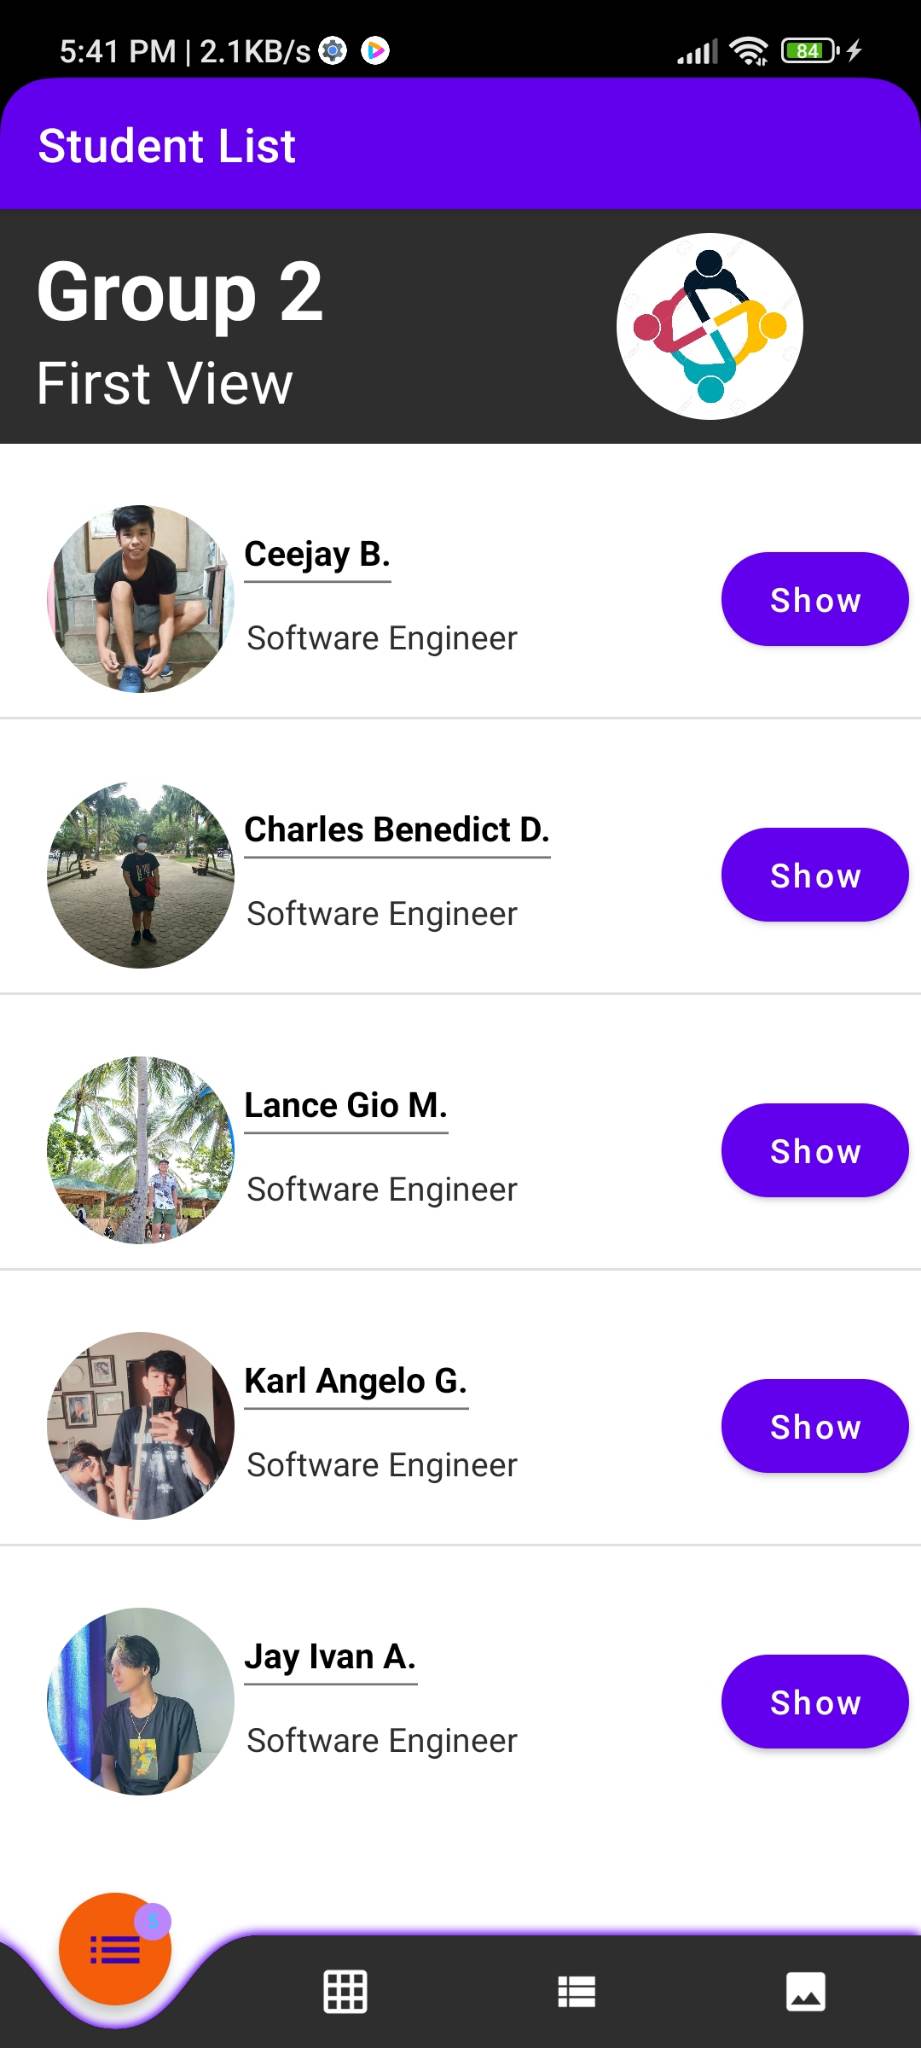 5:41 PM | 2.1KB/s
84
Student List
Group 2
First View
Ceejay B.
Software Engineer
Show
Charles Benedict D.
Software Engineer
Show
Lance Gio M.
Software Engineer
Show
Karl Angelo G.
Software Engineer
Show
Jay Ivan A.
Software Engineer
Show
5